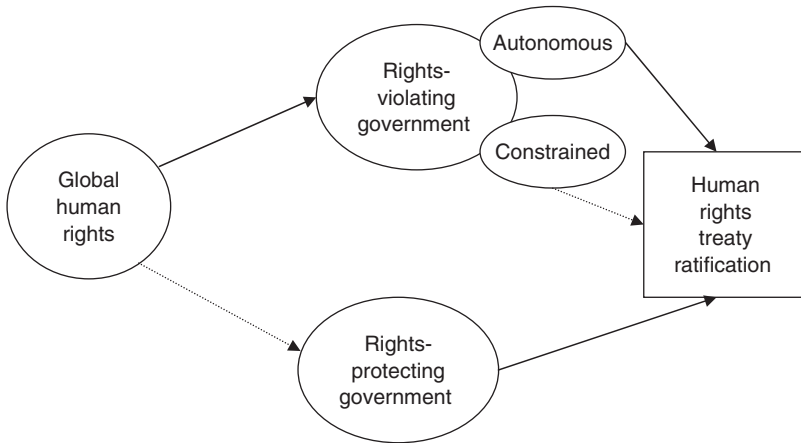 Global
human
rights
Rights-
violating
government
Autonomous
Constrained
Human
rights
treaty
ratification
Rights-
protecting
government